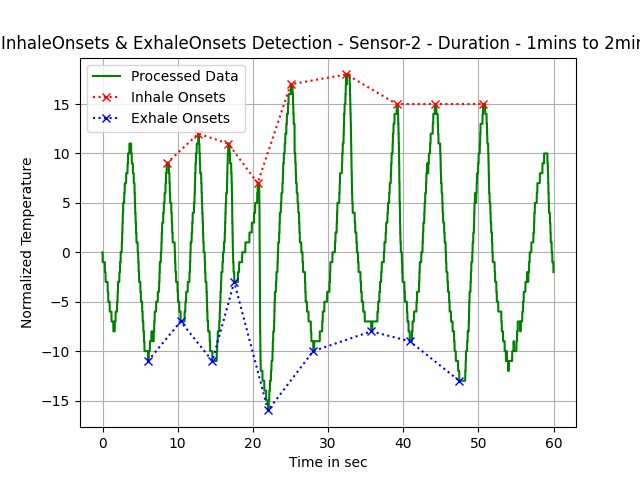 InhaleOnsets & ExhaleOnsets Detection - Sensor-2 - Duration - 1mins to 2min
Processed Data
Inhale Onsets
Exhale Onsets
Normalized Temperature
15
10
5
0
−5
−10
−15
0 10 20 30 40 50 60
Time in sec